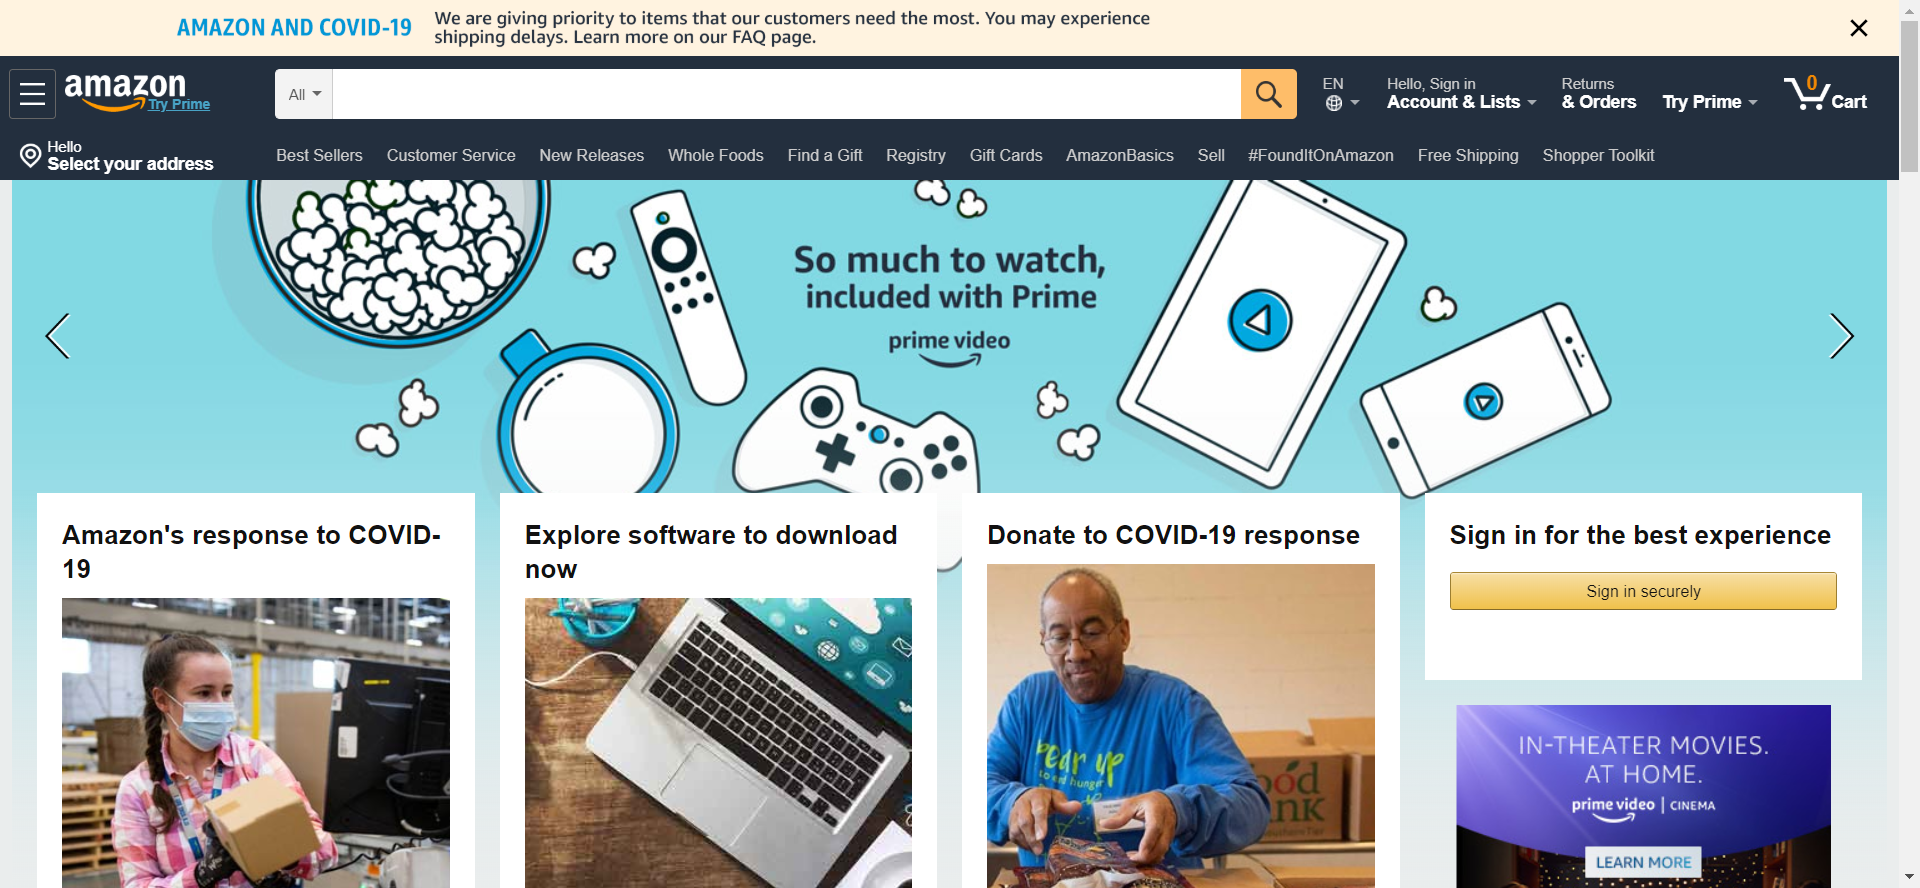 AMAZON AND COVID-19
We are giving priority to items that our customers need the most. You may experience
shipping delays. Learn more on our FAQ page.
amazon
Try Prime
All
EN
Hello, Sign in
Account & Lists
Returns
& Orders
Try Prime
0
Cart
Hello
Select your address
Best Sellers
Customer Service
New Releases
Whole Foods
Find a Gift
Registry
Gift Cards
AmazonBasics
Sell
#FoundItOnAmazon
Free Shipping
Shopper Toolkit
So much to watch,
included with Prime
prime video
Amazon's response to COVID-
19
Explore software to download
now
Donate to COVID-19 response
Bear up
to end hunger
Sign in for the best experience
Sign in securely
IN-THEATER MOVIES.
AT HOME.
prime video | CINEMA
LEARN MORE